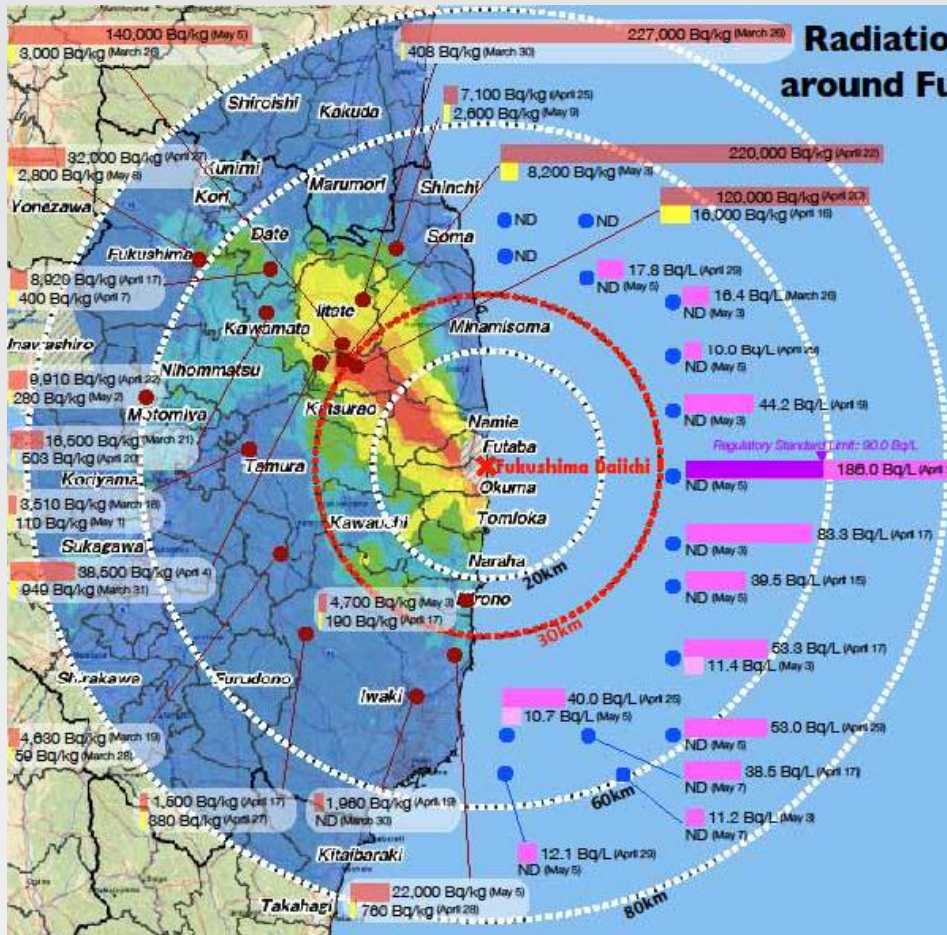 Radiatio
around Fu
140,000 Bq/kg (May 5)
3,000 Bq/kg (March 26)
227,000 Bq/kg (March 26)
408 Bq/kg (March 30)
7,100 Bq/kg (April 25)
2,600 Bq/kg (May 9)
Shiroishi
Kakuda
32,000 Bq/kg (April 27)
2,800 Bq/kg (May 8)
220,000 Bq/kg (April 22)
8,200 Bq/kg (May 3)
Kunimi
Kori
Marumori
Shinchi
Yonezawa
120,000 Bq/kg (April 20)
16,000 Bq/kg (April 16)
Date
Soma
ND
ND
ND
Fukushima
8,920 Bq/kg (April 17)
400 Bq/kg (April 7)
17.8 Bq/L (April 29)
ND (May 5)
16.4 Bq/L (March 26)
ND (May 3)
Iitate
Kawamata
Minamisoma
Inawashiro
Nihommatsu
10.0 Bq/L
ND (May 5)
9,910 Bq/kg (April 22)
280 Bq/kg (May 2)
Motomiya
Katsurao
44.2 Bq/L (April 9)
ND (May 3)
Namie
16,500 Bq/kg (March 21)
503 Bq/kg (April 20)
Futaba
Regulatory Standard Limit: 90.0 Bq/L
Tamura
Fukushima Daiichi
186.0 Bq/L (April
ND (May 5)
Koriyama
Okuma
3,510 Bq/kg (March 18)
110 Bq/kg (May 1)
Kawauchi
Tomioka
83.3 Bq/L (April 17)
ND (May 3)
Sukagawa
Naraha
20km
38,500 Bq/kg (April 4)
949 Bq/kg (March 31)
39.5 Bq/L (April 15)
ND (May 5)
4,700 Bq/kg (May 3)
190 Bq/kg (April 17)
Hirono
30km
53.3 Bq/L (April 17)
11.4 Bq/L (May 3)
Shirakawa
Furudono
Iwaki
40.0 Bq/L (April 25)
10.7 Bq/L (May 5)
53.0 Bq/L (April 29)
ND (May 5)
4,630 Bq/kg (March 19)
59 Bq/kg (March 28)
38.5 Bq/L (April 17)
ND (May 7)
60km
1,500 Bq/kg (April 17)
380 Bq/kg (April 27)
1,960 Bq/kg (April 19)
ND (March 30)
11.2 Bq/L (May 3)
ND (May 7)
Kitaibaraki
12.1 Bq/L (April 29)
ND (May 5)
22,000 Bq/kg (May 5)
760 Bq/kg (April 28)
Takahagi
80km